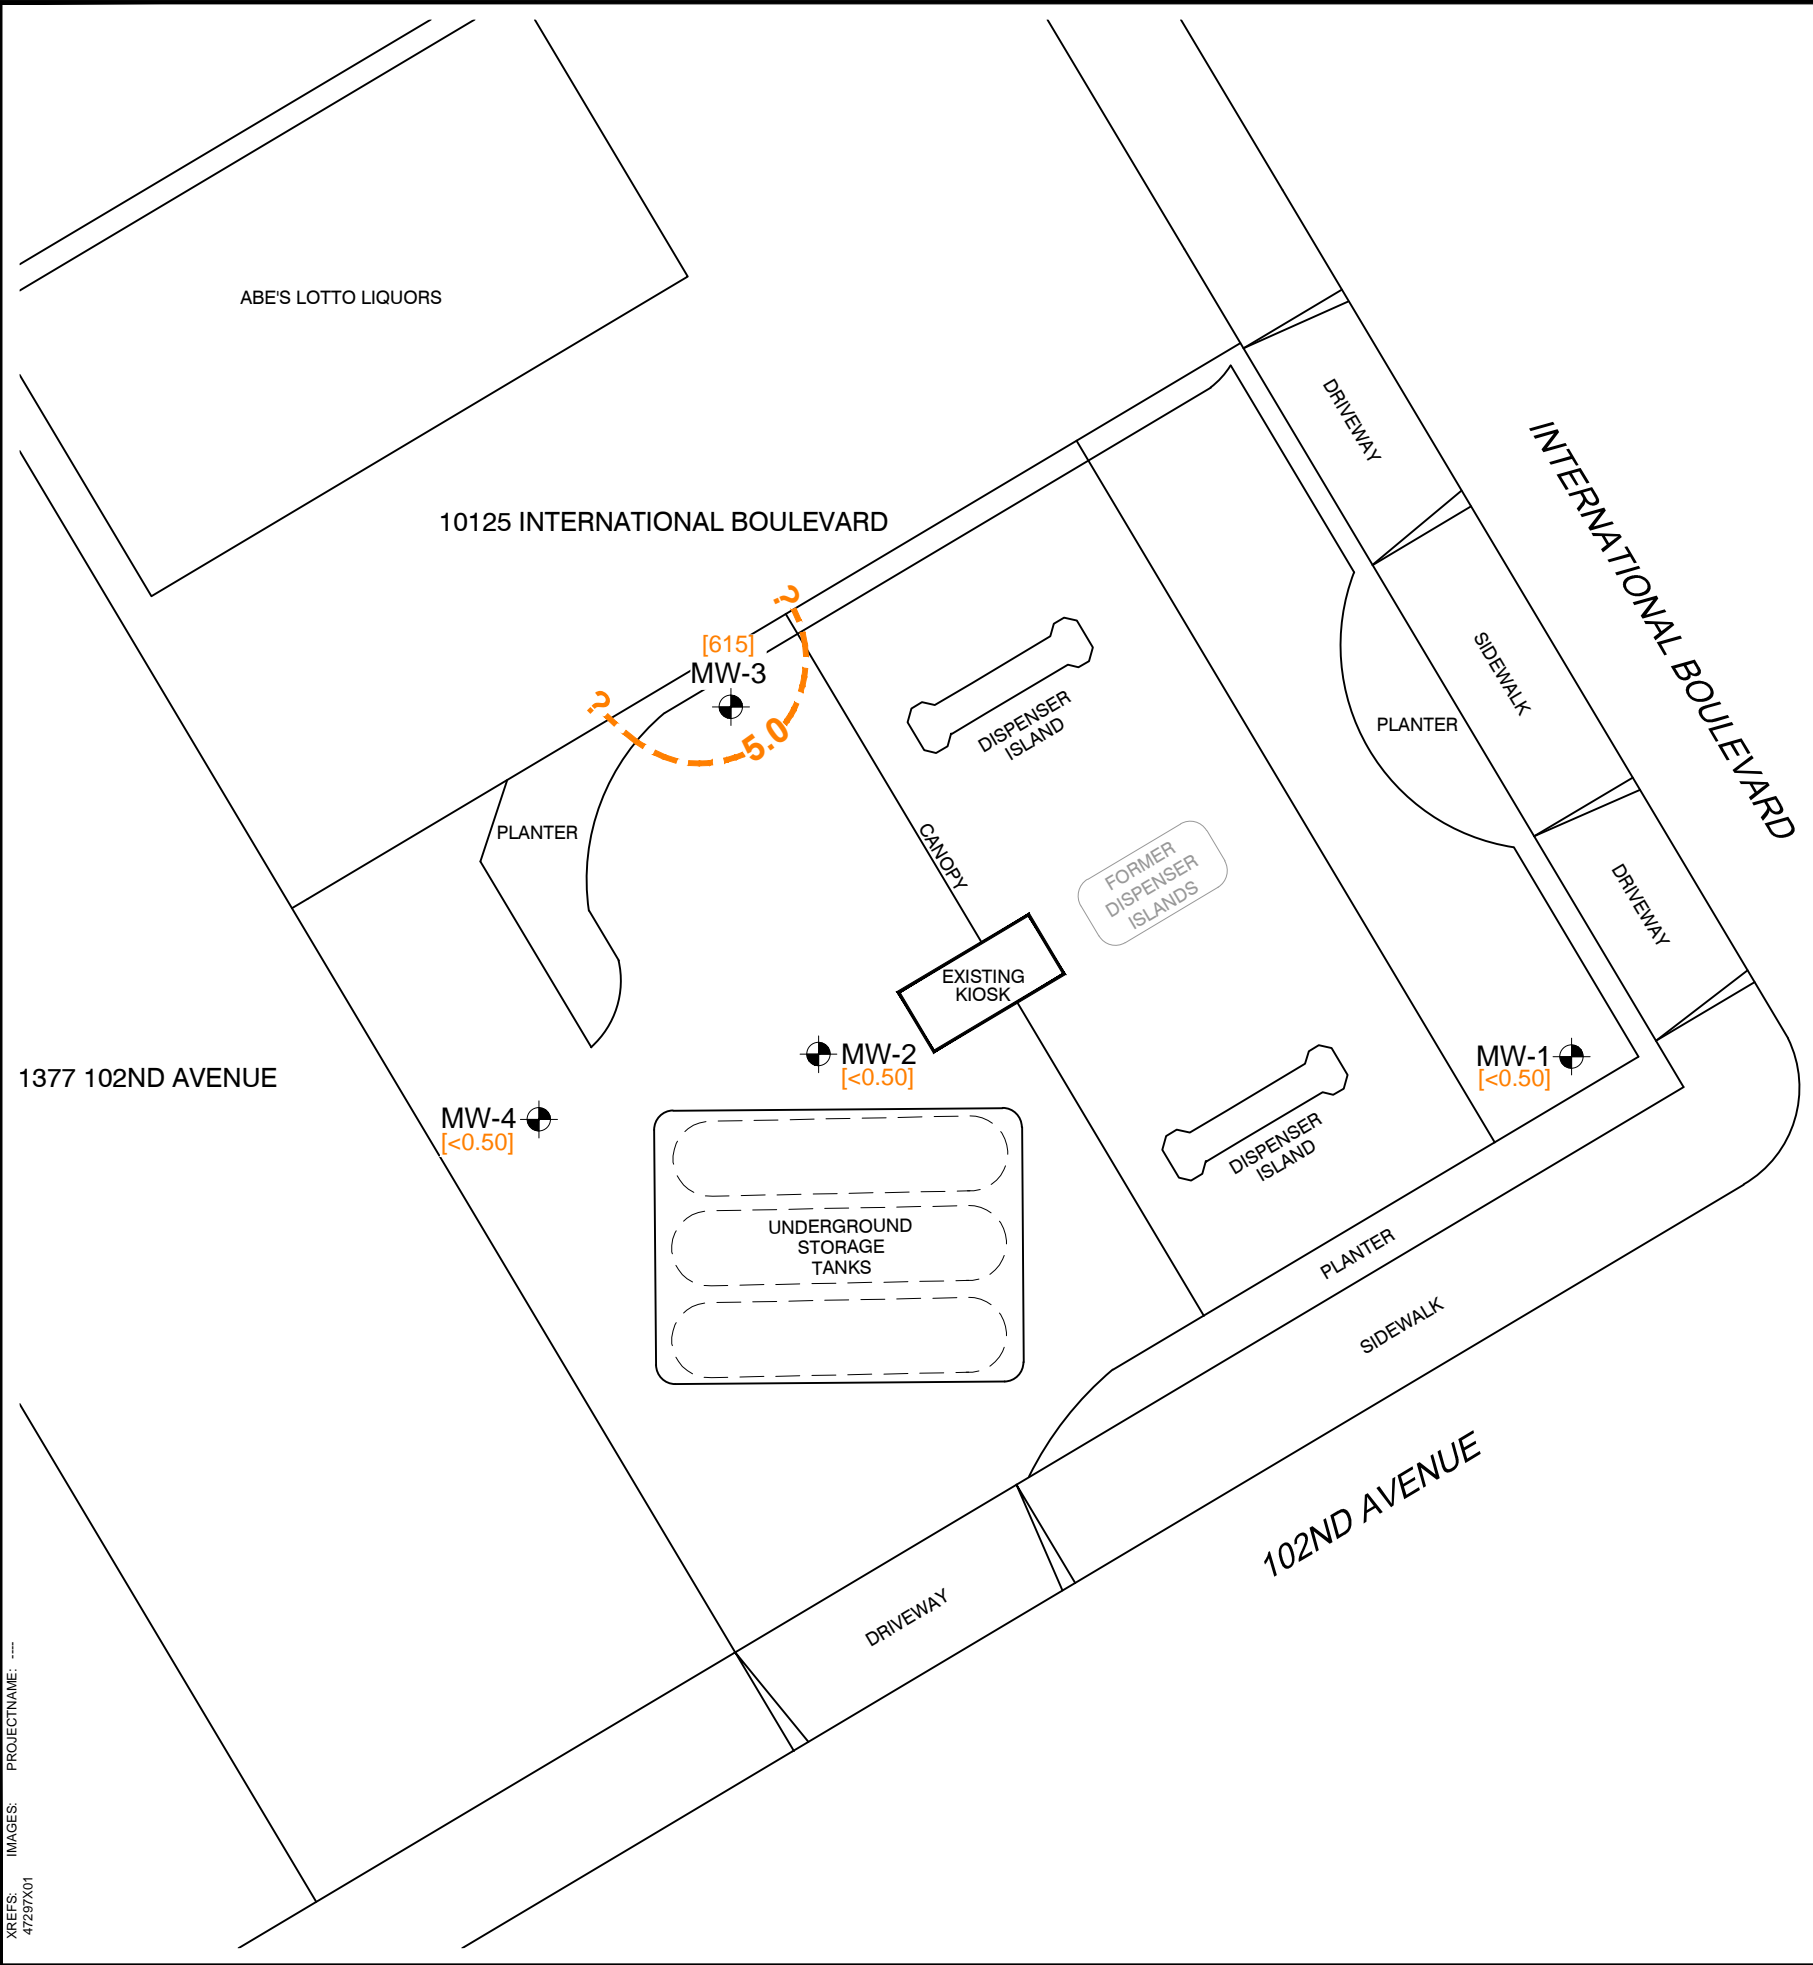 ABE'S LOTTO LIQUORS
DRIVEWAY
INTERNATIONAL BOULEVARD
10125 INTERNATIONAL BOULEVARD
?
[615]
MW-3
?
5.0
SIDEWALK
DISPENSER
ISLAND
PLANTER
PLANTER
CANOPY
FORMER
DISPENSER
ISLANDS
DRIVEWAY
EXISTING
KIOSK
1377 102ND AVENUE
MW-2
[<0.50]
MW-1
[<0.50]
MW-4
[<0.50]
DISPENSER
ISLAND
UNDERGROUND
STORAGE
TANKS
PLANTER
SIDEWALK
102ND AVENUE
DRIVEWAY
XREFS: IMAGES: PROJECTNAME: ----
47297X01